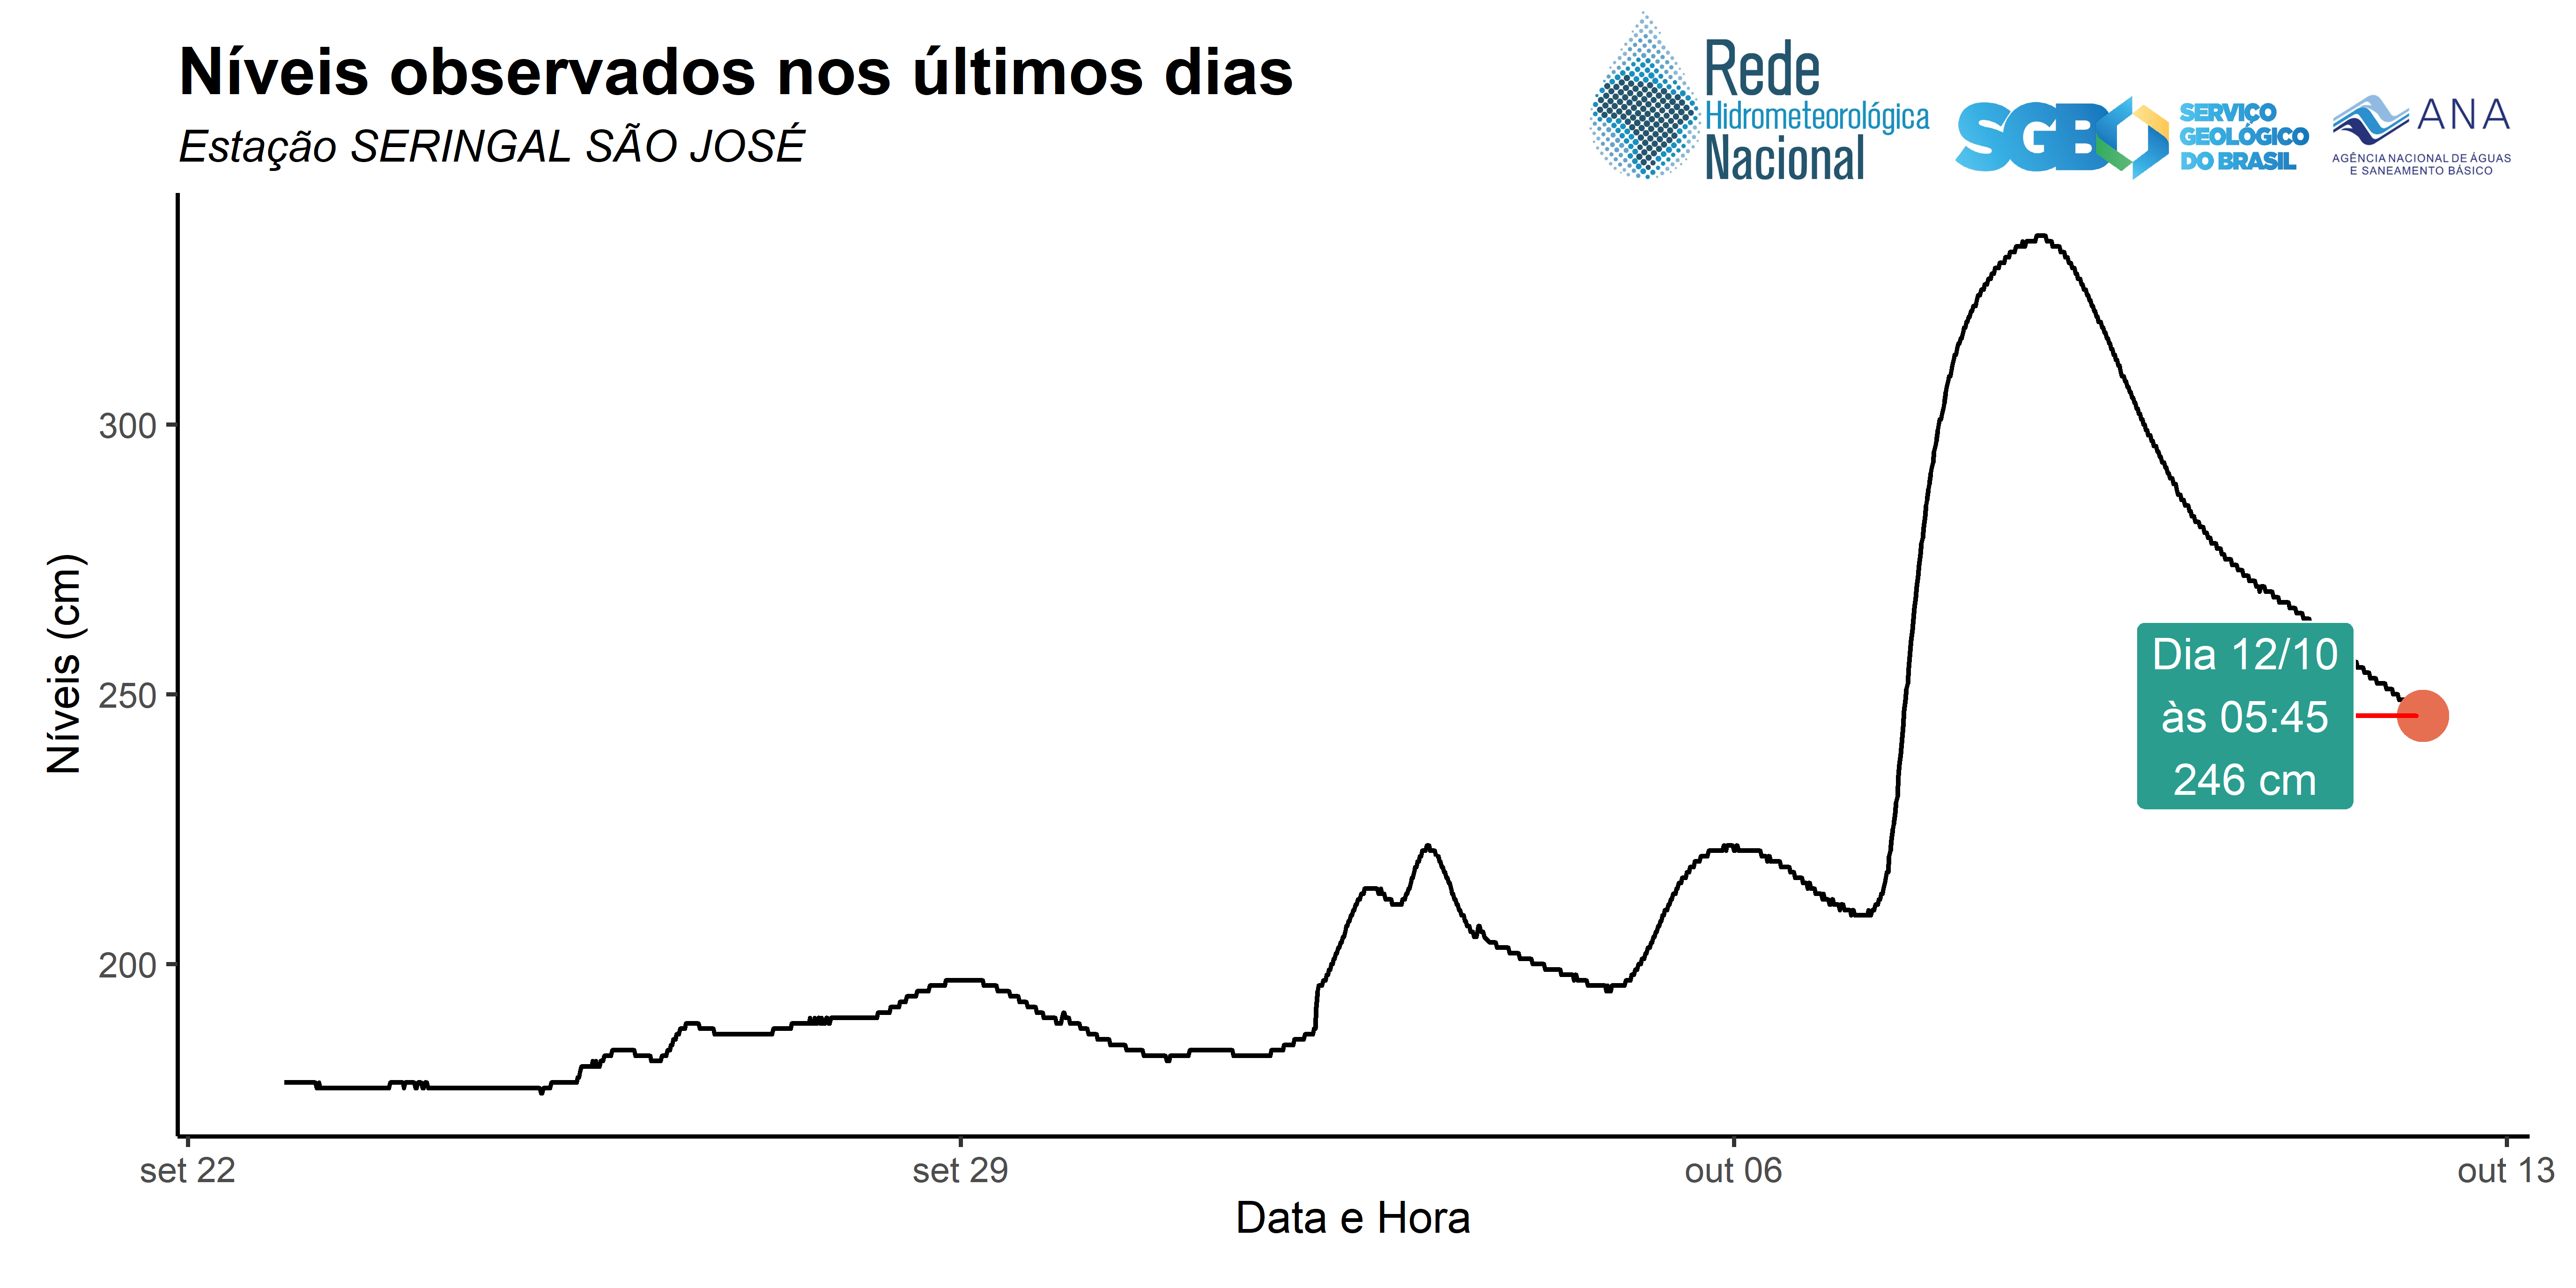 Níveis observados nos últimos dias
Estação SERINGAL SÃO JOSÉ
Rede
Hidrometeorológica
Nacional
SGB
SERVIÇO
GEOLÓGICO
DO BRASIL
ANA
AGÊNCIA NACIONAL DE ÁGUAS
E SANEAMENTO BÁSICO
Níveis (cm)
300
250
200
Dia 12/10
às 05:45
246 cm
set 22
set 29
out 06
out 13
Data e Hora